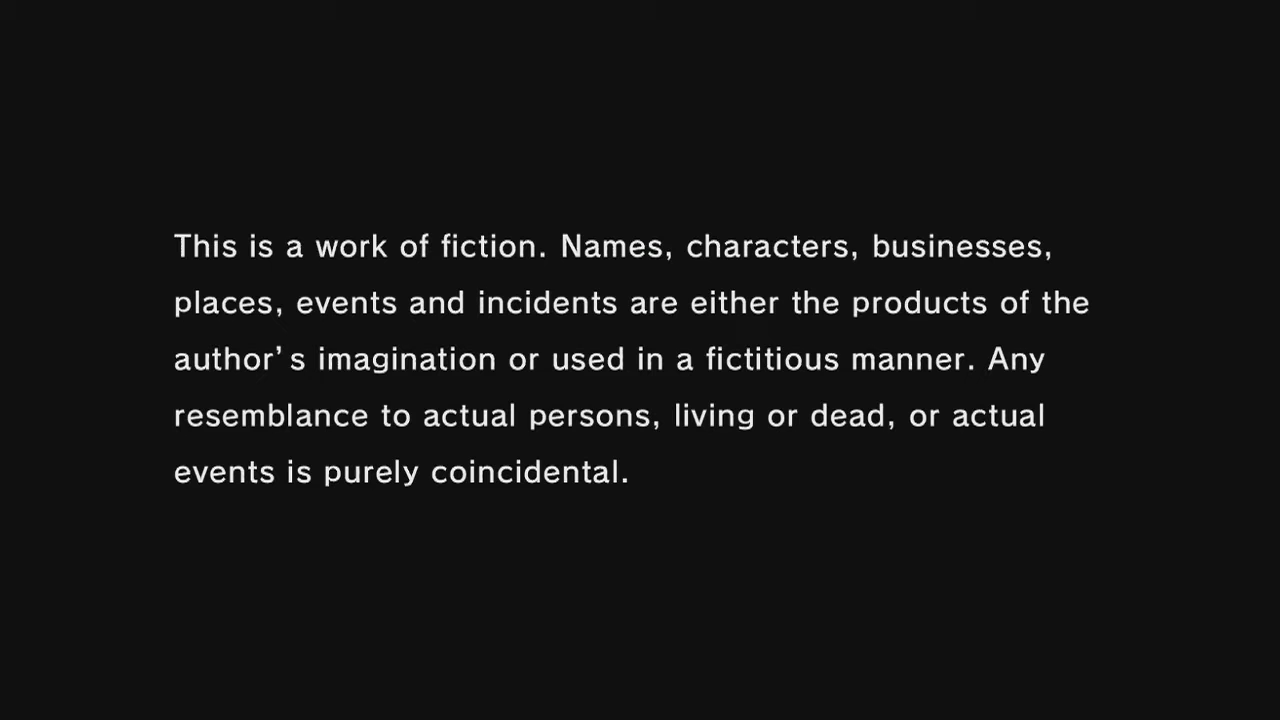 This is a work of fiction. Names, characters, businesses,
places, events and incidents are either the products of the
author’s imagination or used in a fictitious manner. Any
resemblance to actual persons, living or dead, or actual
events is purely coincidental.